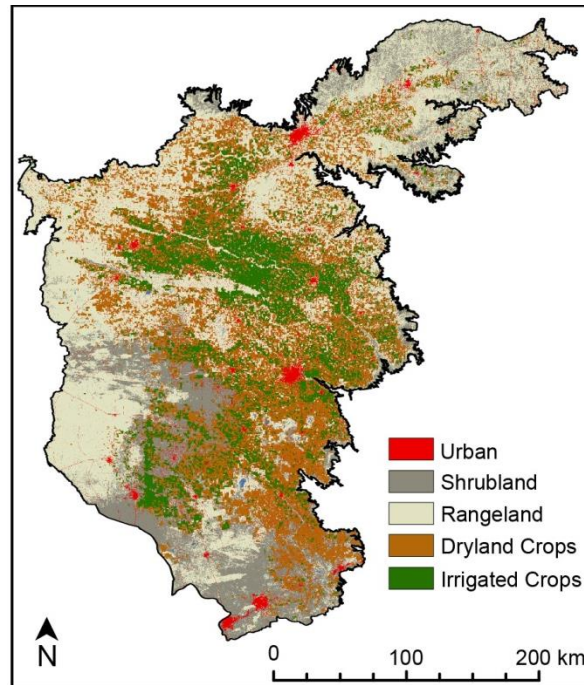 Urban
Shrubland
Rangeland
Dryland Crops
Irrigated Crops
N
0 100 200 km